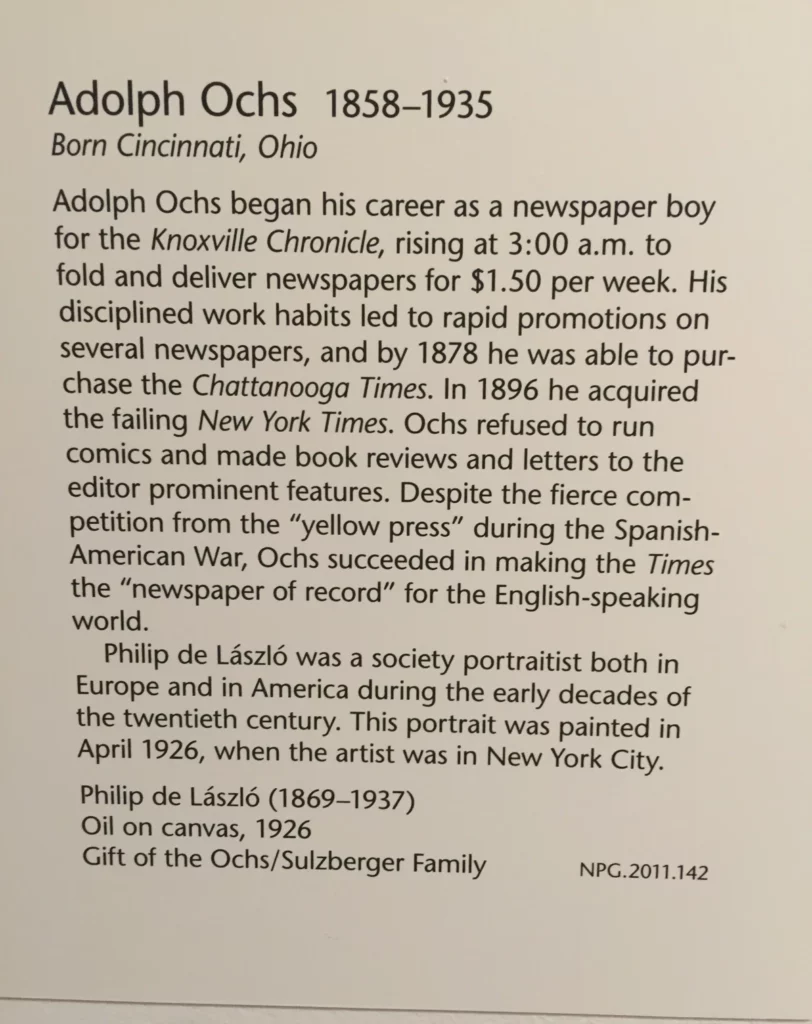 Adolph Ochs 1858–1935
Born Cincinnati, Ohio
Adolph Ochs began his career as a newspaper boy
for the Knoxville Chronicle, rising at 3:00 a.m. to
fold and deliver newspapers for $1.50 per week. His
disciplined work habits led to rapid promotions on
several newspapers, and by 1878 he was able to pur-
chase the Chattanooga Times. In 1896 he acquired
the failing New York Times. Ochs refused to run
comics and made book reviews and letters to the
editor prominent features. Despite the fierce com-
petition from the “yellow press” during the Spanish-
American War, Ochs succeeded in making the Times
the “newspaper of record” for the English-speaking
world.
Philip de László was a society portraitist both in
Europe and in America during the early decades of
the twentieth century. This portrait was painted in
April 1926, when the artist was in New York City.
Philip de László (1869–1937)
Oil on canvas, 1926
Gift of the Ochs/Sulzberger Family NPG.2011.142